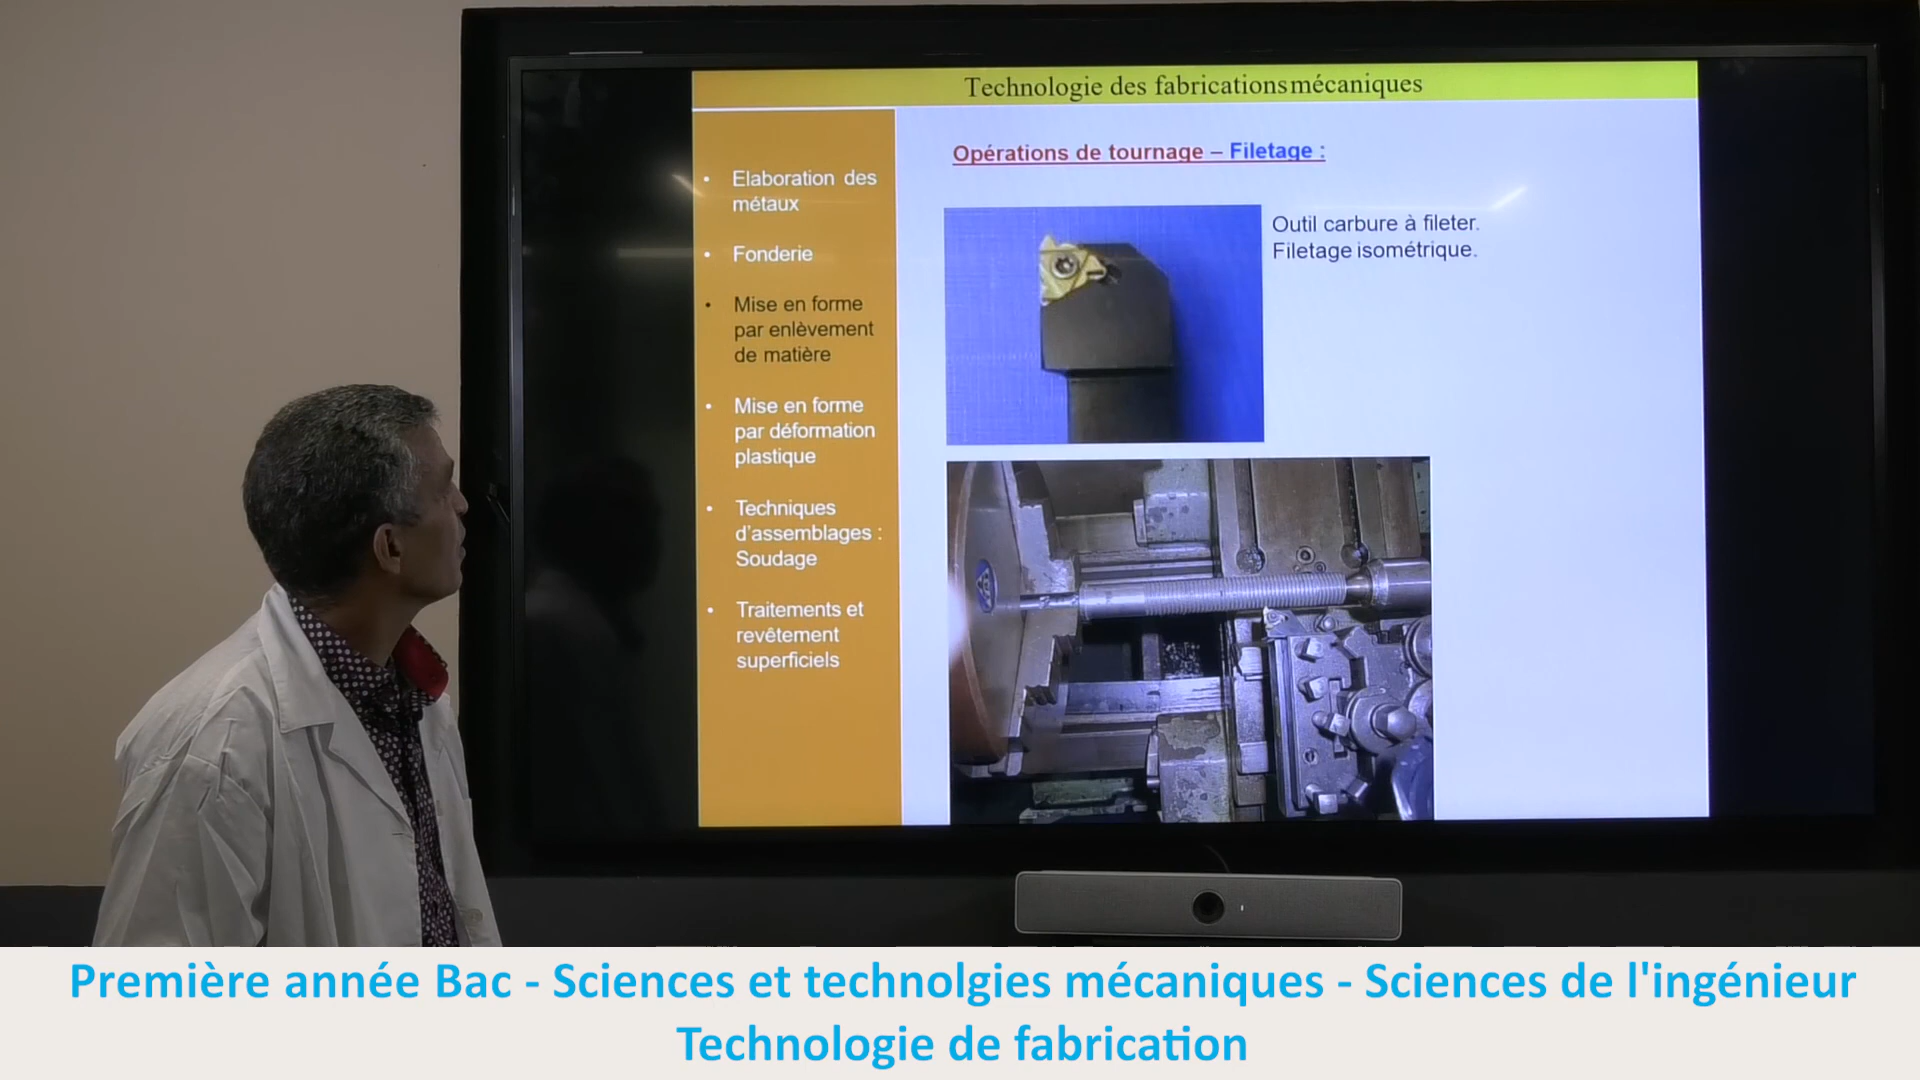 Technologie des fabrications mécaniques
• Elaboration des
métaux
• Fonderie
• Mise en forme
par enlèvement
de matière
• Mise en forme
par déformation
plastique
• Techniques
d'assemblages :
Soudage
• Traitements et
revêtement
superficiels
Opérations de tournage – Filetage :
Outil carbure à fileter.
Filetage isométrique.
Première année Bac - Sciences et technolgies mécaniques - Sciences de l'ingénieur
Technologie de fabrication